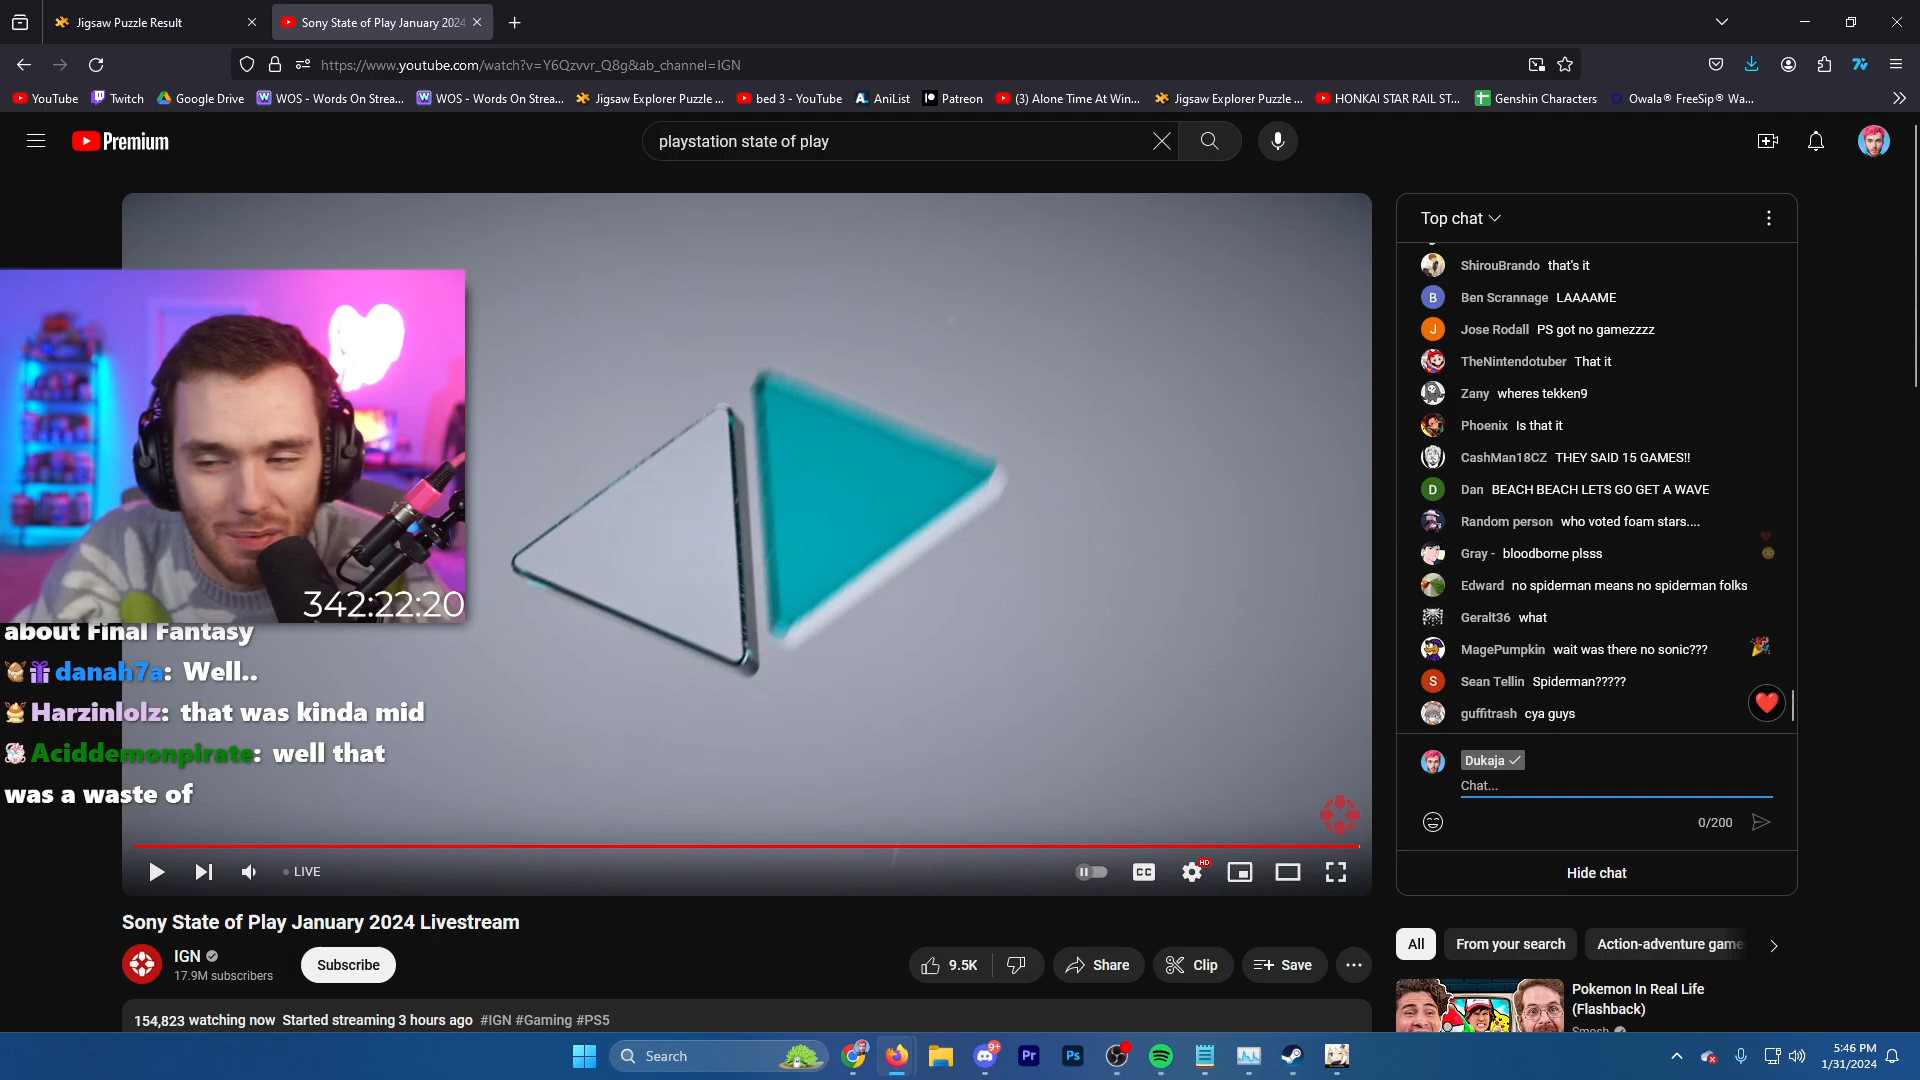 Jigsaw Puzzle Result
Sony State of Play January 2024
https://www.youtube.com/watch?v=Y6Qzvvr_Q8g&ab_channel=IGN
YouTube
Twitch
Google Drive
WOS - Words On Strea...
WOS - Words On Strea...
Jigsaw Explorer Puzzle ...
bed 3 - YouTube
AniList
Patreon
(3) Alone Time At Win...
Jigsaw Explorer Puzzle ...
HONKAI STAR RAIL ST...
Genshin Characters
Owala® FreeSip® Wa...
Premium
playstation state of play
342:22:20
about Final Fantasy
danah7a: Well..
Harzinlolz: that was kinda mid
Aciddemonpirate: well that
was a waste of
LIVE
CC
HD
Sony State of Play January 2024 Livestream
IGN
17.9M subscribers
Subscribe
9.5K
Share
Clip
Save
154,823 watching now Started streaming 3 hours ago #IGN #Gaming #PS5
Top chat
ShirouBrando that's it
B
Ben Scrannage LAAAAME
J
Jose Rodall PS got no gamezzzz
TheNintendotuber That it
Zany wheres tekken9
Phoenix Is that it
CashMan18CZ THEY SAID 15 GAMES!!
D
Dan BEACH BEACH LETS GO GET A WAVE
Random person who voted foam stars....
Gray - bloodborne plsss
Edward no spiderman means no spiderman folks
Geralt36 what
MagePumpkin wait was there no sonic???
S
Sean Tellin Spiderman?????
guffitrash cya guys
Dukaja
Chat...
0/200
Hide chat
All
From your search
Action-adventure game
Pokemon In Real Life
(Flashback)
Smosh
Search
9+
Pr
Ps
5:46 PM
1/31/2024